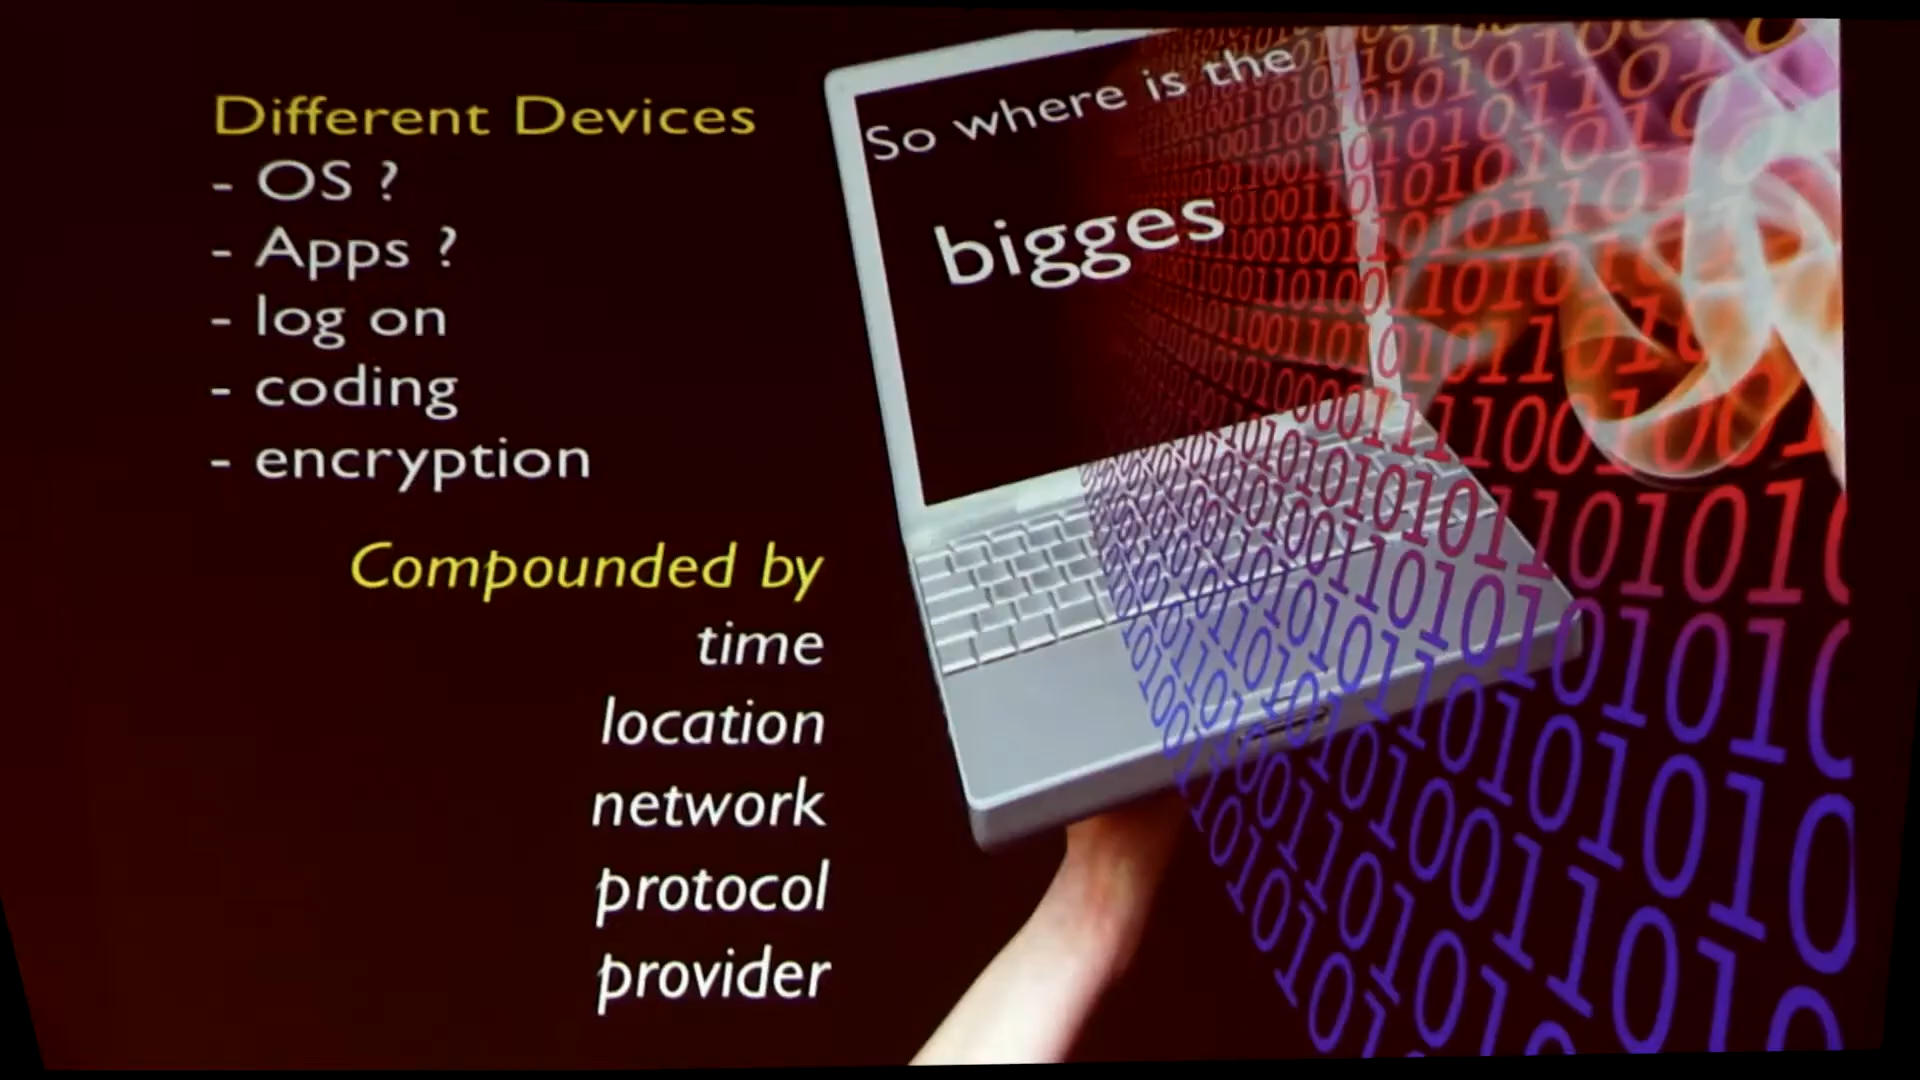 Different Devices
- OS ?
- Apps ?
- log on
- coding
- encryption
Compounded by
time
location
network
protocol
provider
So where is the
bigges